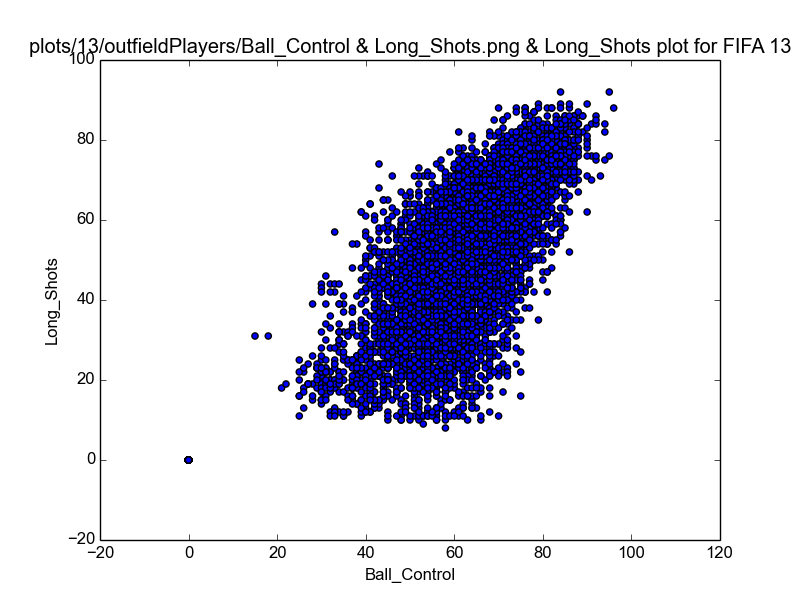 plots/13/outfieldPlayers/Ball_Control & Long_Shots.png & Long_Shots plot for FIFA 13
100
80
60
40
20
0
−20
Long_Shots
−20 0 20 40 60 80 100 120
Ball_Control